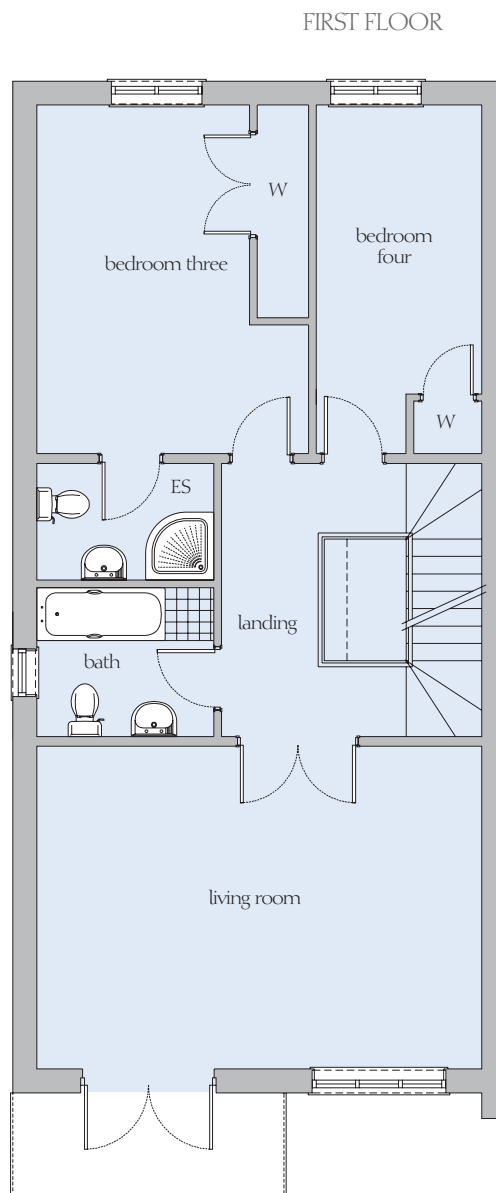 FIRST FLOOR
W
bedroom
four
bedroom three
W
ES
landing
bath
living room